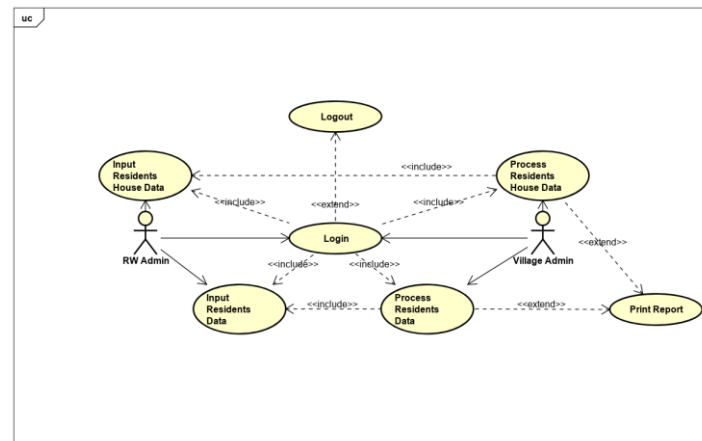 uc
Logout
Input
Residents
House Data
<<include>>
Process
Residents
House Data
<<include>>
<<extend>>
<<include>>
Login
RW Admin
Village Admin
<<extend>>
<<include>>
<<include>>
Input
Residents
Data
<<include>>
Process
Residents
Data
<<extend>>
Print Report